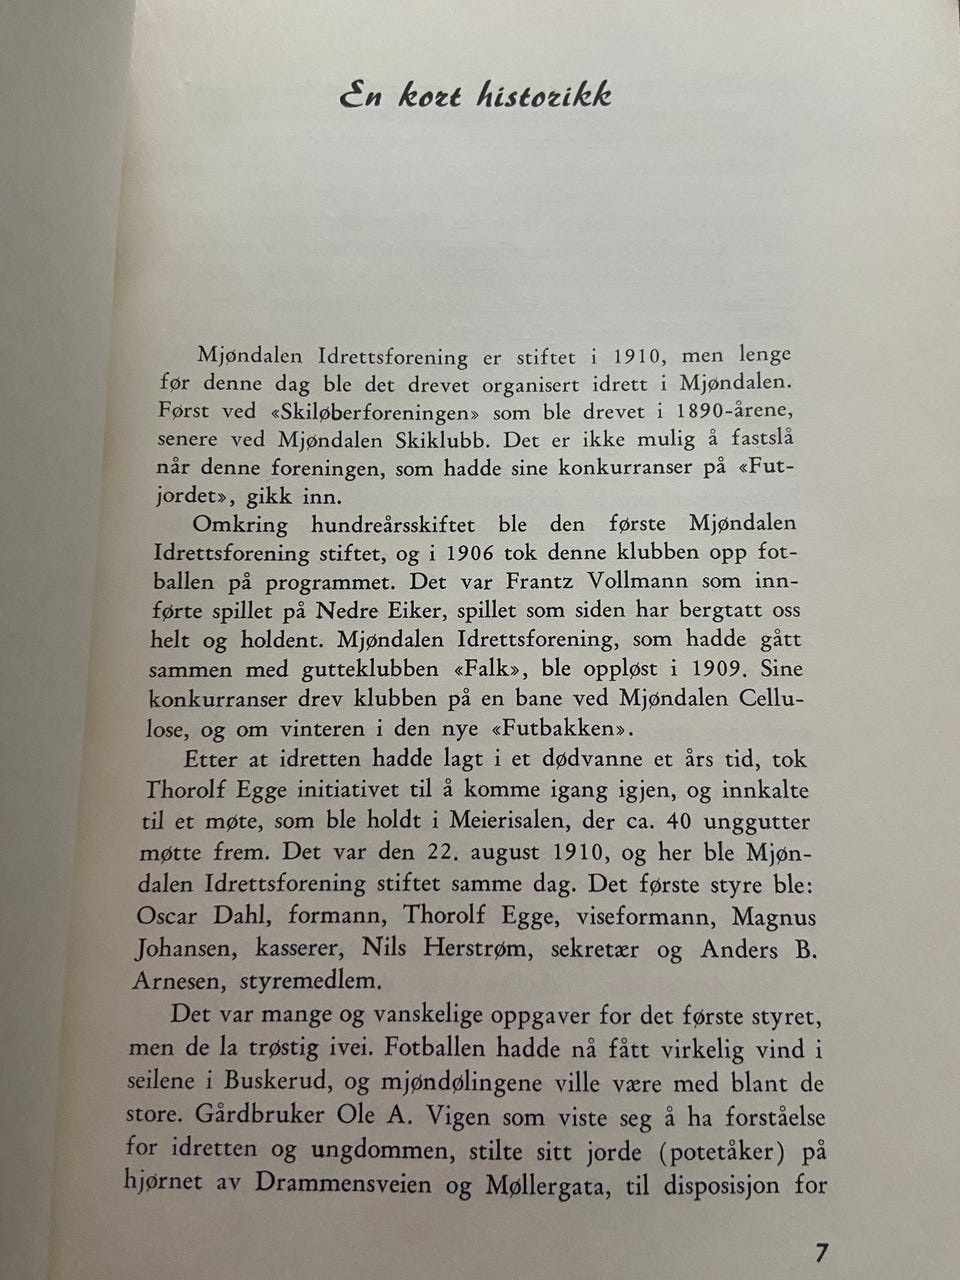 En kort historikk
Mjøndalen Idrettsforening er stiftet i 1910, men lenge
før denne dag ble det drevet organisert idrett i Mjøndalen.
Først ved «Skiløberforeningen» som ble drevet i 1890-årene,
senere ved Mjøndalen Skiklubb. Det er ikke mulig å fastslå
når denne foreningen, som hadde sine konkurranser på «Fut-
jordet», gikk inn.
Omkring hundreårsskiftet ble den første Mjøndalen
Idrettsforening stiftet, og i 1906 tok denne klubben opp fot-
ballen på programmet. Det var Frantz Vollmann som inn-
førte spillet på Nedre Eiker, spillet som siden har bergtatt oss
helt og holdent. Mjøndalen Idrettsforening, som hadde gått
sammen med gutteklubben «Falk», ble oppløst i 1909. Sine
konkurranser drev klubben på en bane ved Mjøndalen Cellu-
lose, og om vinteren i den nye «Futbakken».
Etter at idretten hadde lagt i et dødvanne et års tid, tok
Thorolf Egge initiativet til å komme igang igjen, og innkalte
til et møte, som ble holdt i Meierisalen, der ca. 40 unggutter
møtte frem. Det var den 22. august 1910, og her ble Mjøn-
dalen Idrettsforening stiftet samme dag. Det første styre ble:
Oscar Dahl, formann, Thorolf Egge, viseformann, Magnus
Johansen, kasserer, Nils Herstrøm, sekretær og Anders B.
Arnesen, styremedlem.
Det var mange og vanskelige oppgaver for det første styret,
men de la trøstig ivei. Fotballen hadde nå fått virkelig vind i
seilene i Buskerud, og mjøndølingene ville være med blant de
store. Gårdbruker Ole A. Vigen som viste seg å ha forståelse
for idretten og ungdommen, stilte sitt jorde (potetåker) på
hjørnet av Drammensveien og Møllergata, til disposisjon for
7